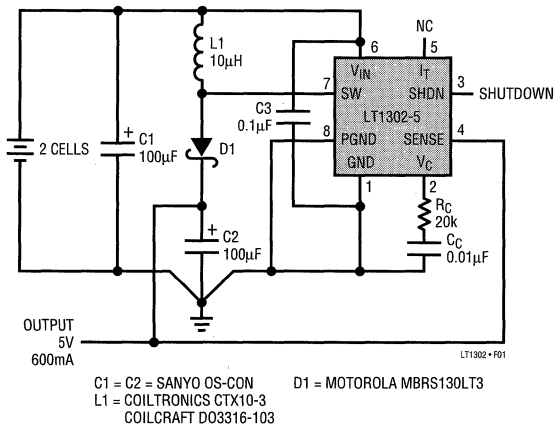 L1
10µH
NC
6
5
VIN
IT
7
SW
SHDN
3
SHUTDOWN
C3
0.1µF
LT1302-5
8
PGND
SENSE
4
GND
VC
1
2
2 CELLS
+
C1
100µF
D1
+
C2
100µF
RC
20k
CC
0.01µF
OUTPUT
5V
600mA
LT1302 • F01
C1 = C2 = SANYO OS-CON
L1 = COILTRONICS CTX10-3
COILCRAFT DO3316-103
D1 = MOTOROLA MBRS130LT3